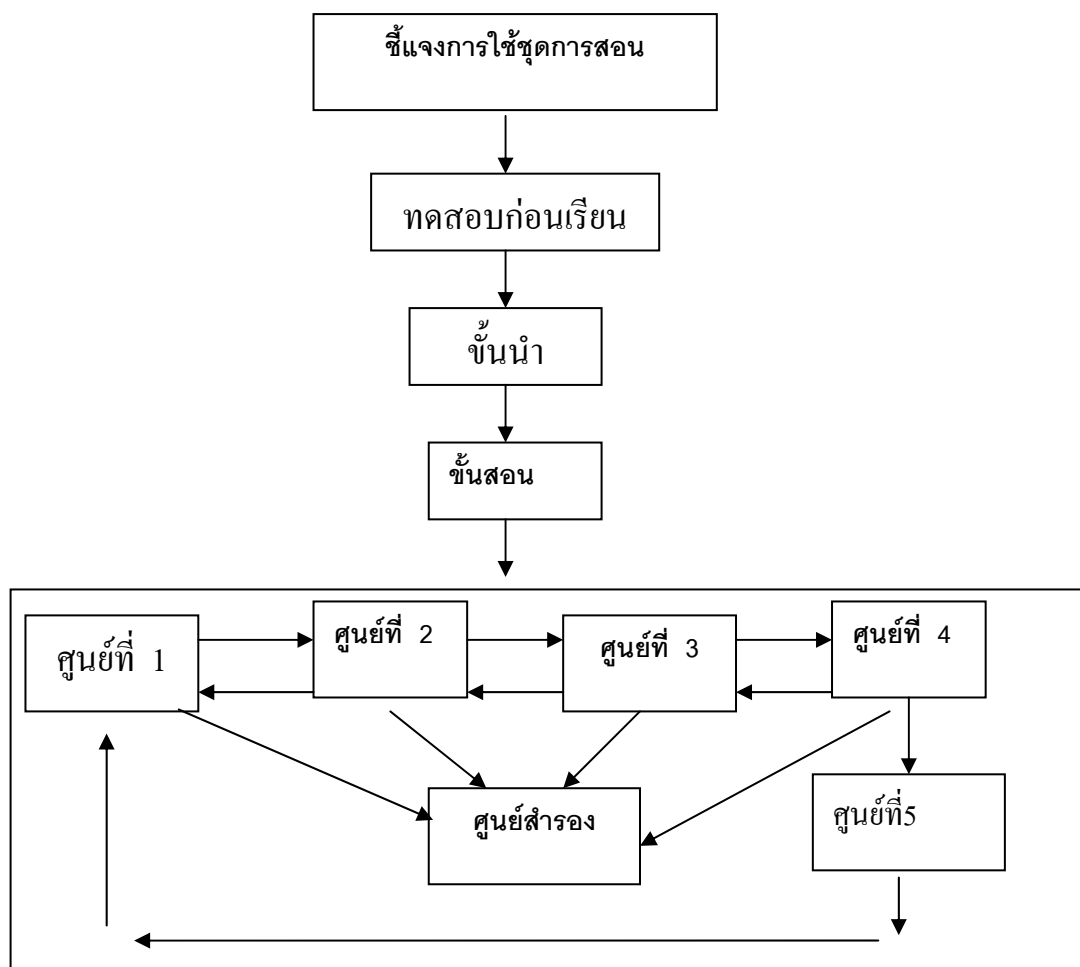 ชี้แจงการใช้ชุดการสอน
ทดสอบก่อนเรียน
ขั้นนำ
ขั้นสอน
ศูนย์ที่ 1
ศูนย์ที่ 2
ศูนย์ที่ 3
ศูนย์ที่ 4
ศูนย์สำรอง
ศูนย์ที่5